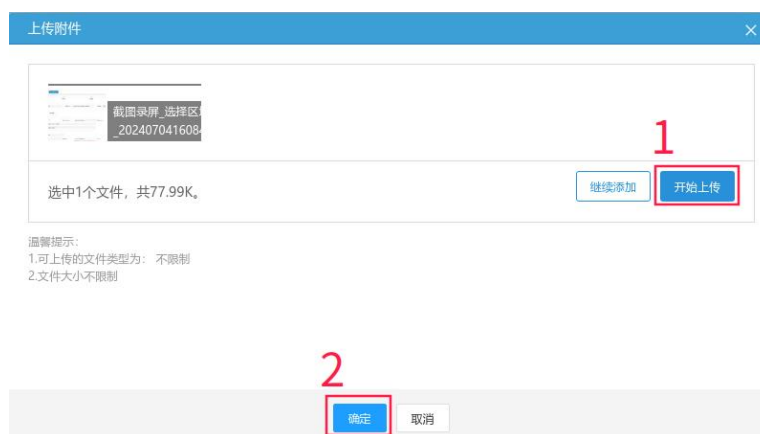 上传附件
截图录屏_选择区
_202407041608
1
选中1个文件，共77.99K。
继续添加
开始上传
温馨提示：
1.可上传的文件类型为： 不限制
2.文件大小不限制
2
确定
取消